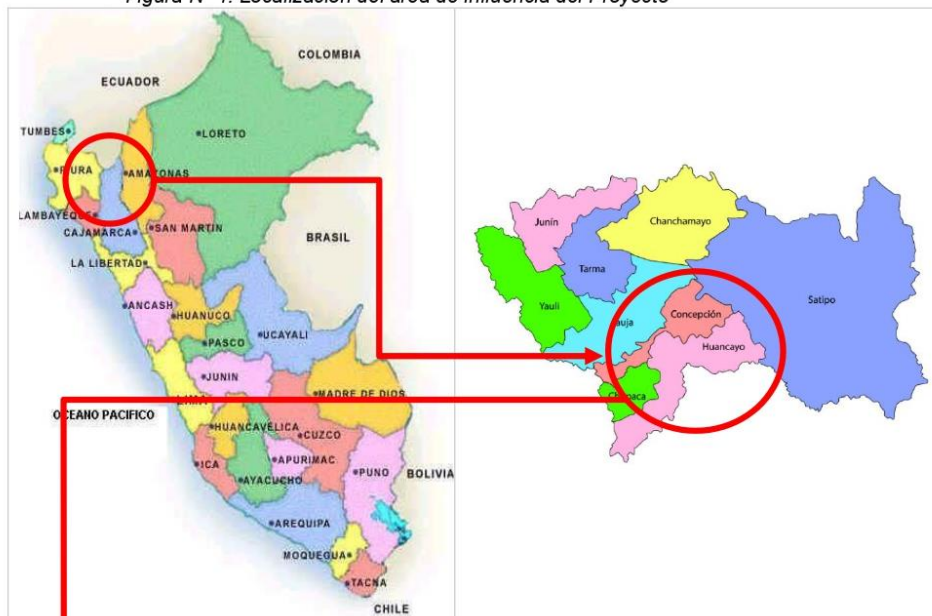 Figura N° 1: Localización del área de Influencia del Proyecto
COLOMBIA
ECUADOR
TUMBES
LORETO
PIURA
AMAZONAS
LAMBAYEQUE
CAJAMARCA
SAN MARTIN
BRASIL
LA LIBERTAD
ANCASH
HUANUCO
UCAYALI
PASCO
JUNIN
MADRE DE DIOS
LIMA
OCEANO PACIFICO
HUANCAVELICA
CUZCO
ICA
APURIMAC
PUNO
BOLIVIA
AYACUCHO
AREQUIPA
MOQUEGUA
TACNA
CHILE
Junín
Chanchamayo
Tarma
Yauli
Satipo
Concepción
auja
Huancayo
Chupaca